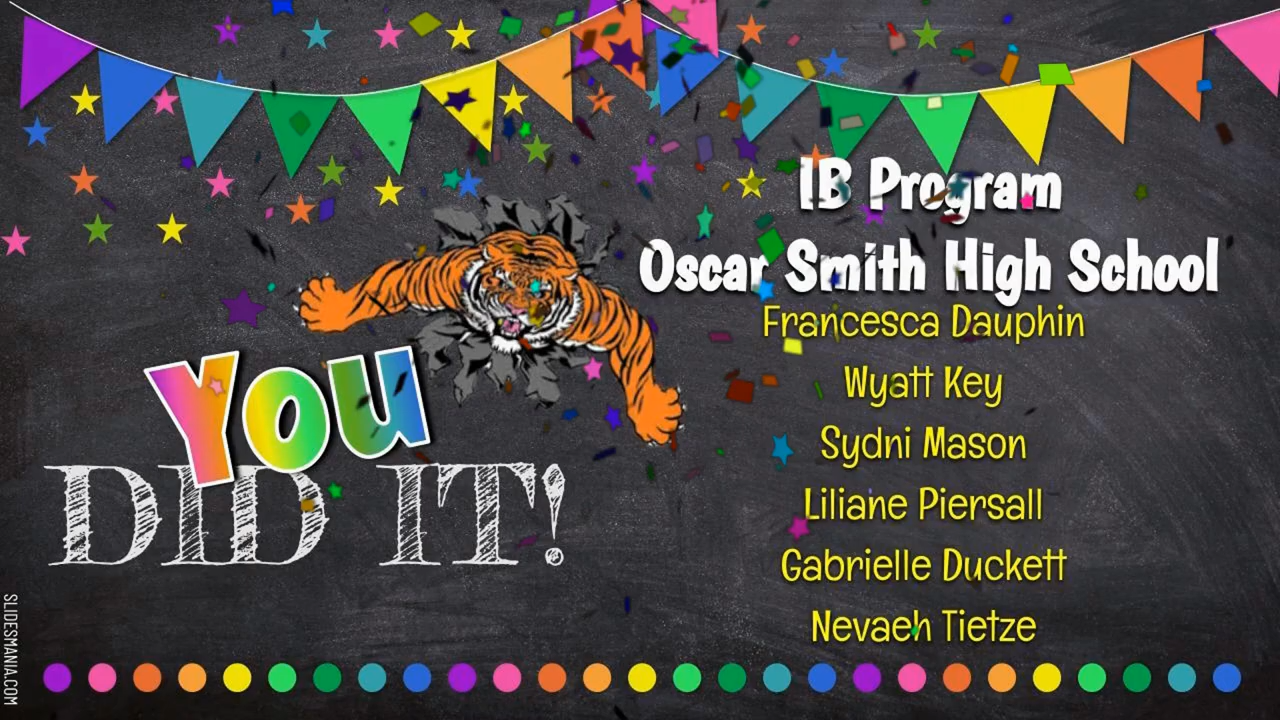 IB Program
Oscar Smith High School
Francesca Dauphin
Wyatt Key
Sydni Mason
Liliane Piersall
Gabrielle Duckett
Nevaeh Tietze
You
DID IT!
SLIDESMANIA.COM